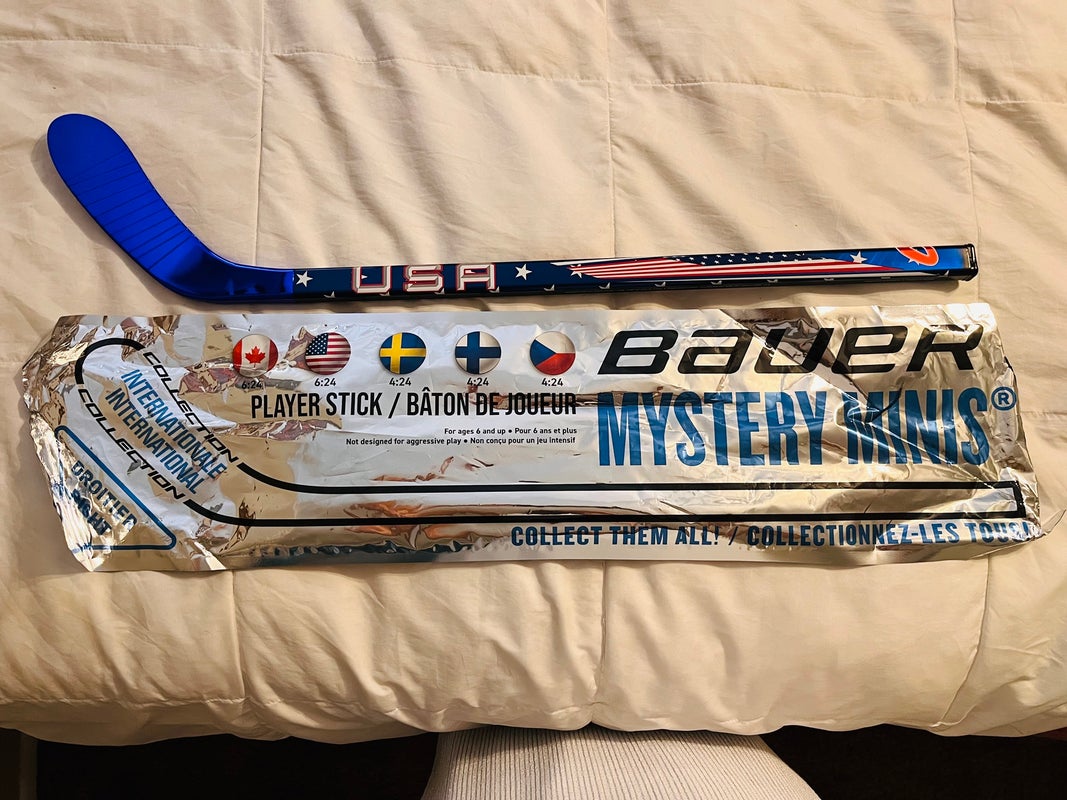 USA
BAUER
6:24 6:24 4:24 4:24 4:24
PLAYER STICK / BÂTON DE JOUEUR
MYSTERY MINIS®
For ages 6 and up • Pour 6 ans et plus
Not designed for aggressive play • Non conçu pour un jeu intensif
COLLECTION
INTERNATIONALE
INTERNATIONAL
COLLECTION
DROITIER
COLLECT THEM ALL! / COLLECTIONNEZ-LES TOUS!